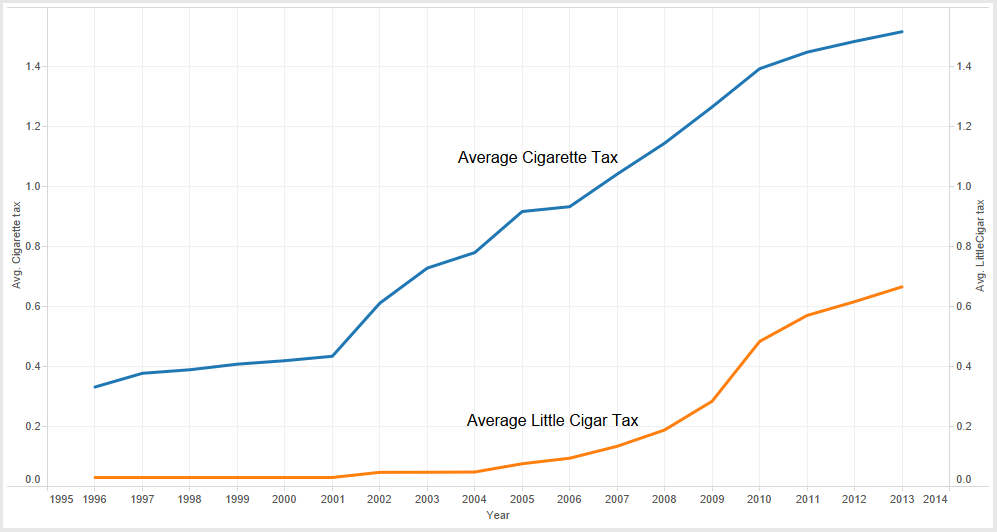 1.4
1.4
1.2
1.2
Average Cigarette Tax
1.0
1.0
Avg. Cigarette tax
Avg. LittleCigar tax
0.8
0.8
0.6
0.6
0.4
0.4
Average Little Cigar Tax
0.2
0.2
0.0
0.0
1995 1996 1997 1998 1999 2000 2001 2002 2003 2004 2005 2006 2007 2008 2009 2010 2011 2012 2013 2014
Year